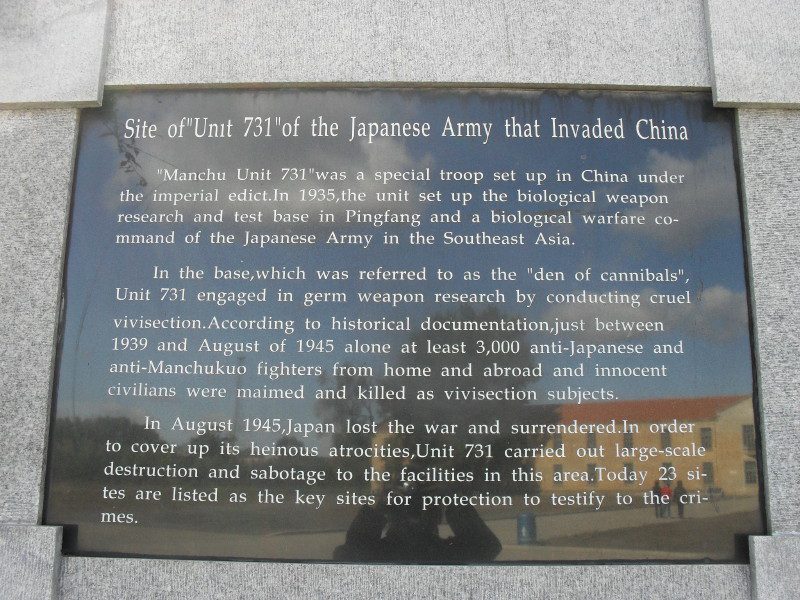 Site of"Unit 731"of the Japanese Army that Invaded China
"Manchu Unit 731"was a special troop set up in China under
the imperial edict.In 1935,the unit set up the biological weapon
research and test base in Pingfang and a biological warfare co-
mmand of the Japanese Army in the Southeast Asia.
In the base,which was referred to as the "den of cannibals",
Unit 731 engaged in germ weapon research by conducting cruel
vivisection.According to historical documentation,just between
1939 and August of 1945 alone at least 3,000 anti-Japanese and
anti-Manchukuo fighters from home and abroad and innocent
civilians were maimed and killed as vivisection subjects.
In August 1945,Japan lost the war and surrendered.In order
to cover up its heinous atrocities,Unit 731 carried out large-scale
destruction and sabotage to the facilities in this area.Today 23 si-
tes are listed as the key sites for protection to testify to the cri-
mes.